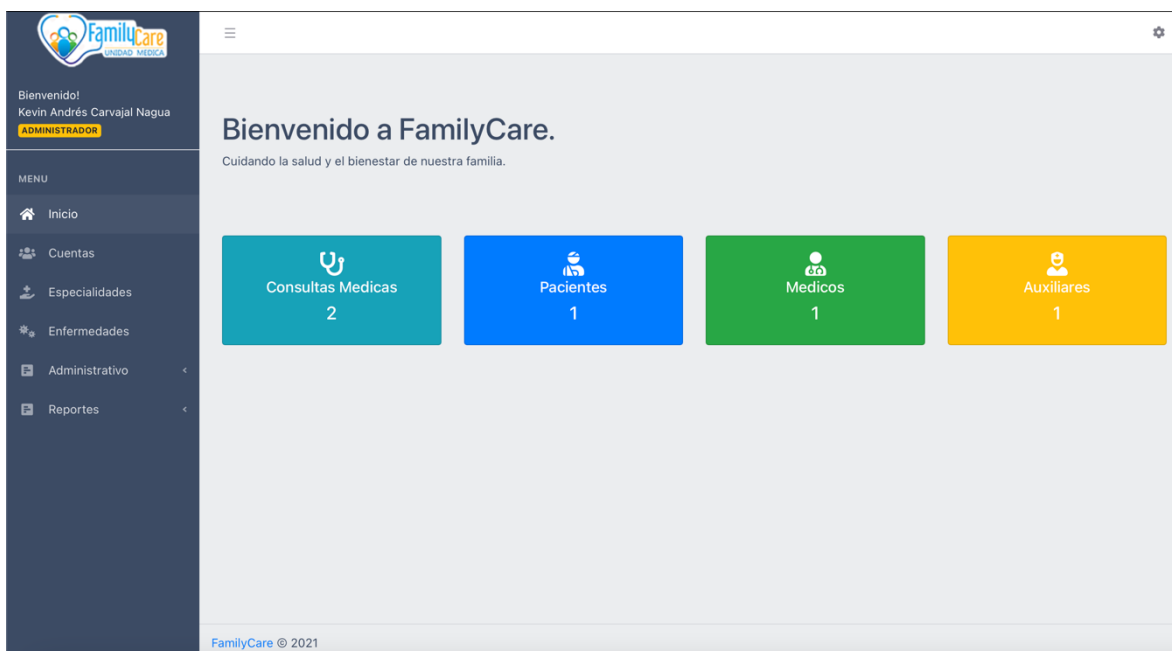 FamilyCare
UNIDAD MEDICA
Bienvenido!
Kevin Andrés Carvajal Nagua
ADMINISTRADOR
MENU
Inicio
Cuentas
Especialidades
Enfermedades
Administrativo
Reportes
Bienvenido a FamilyCare.
Cuidando la salud y el bienestar de nuestra familia.
Consultas Medicas
2
Pacientes
1
Medicos
1
Auxiliares
1
FamilyCare © 2021